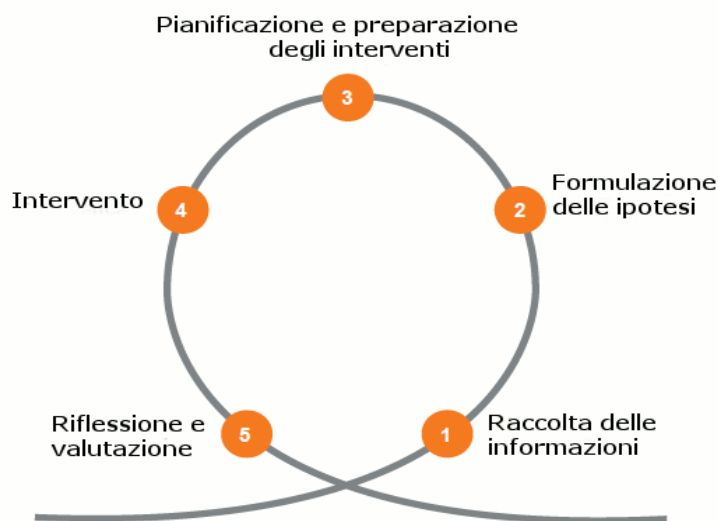 Pianificazione e preparazione
degli interventi
3
Intervento
4
2
Formulazione
delle ipotesi
Riflessione e
valutazione
5
1
Raccolta delle
informazioni